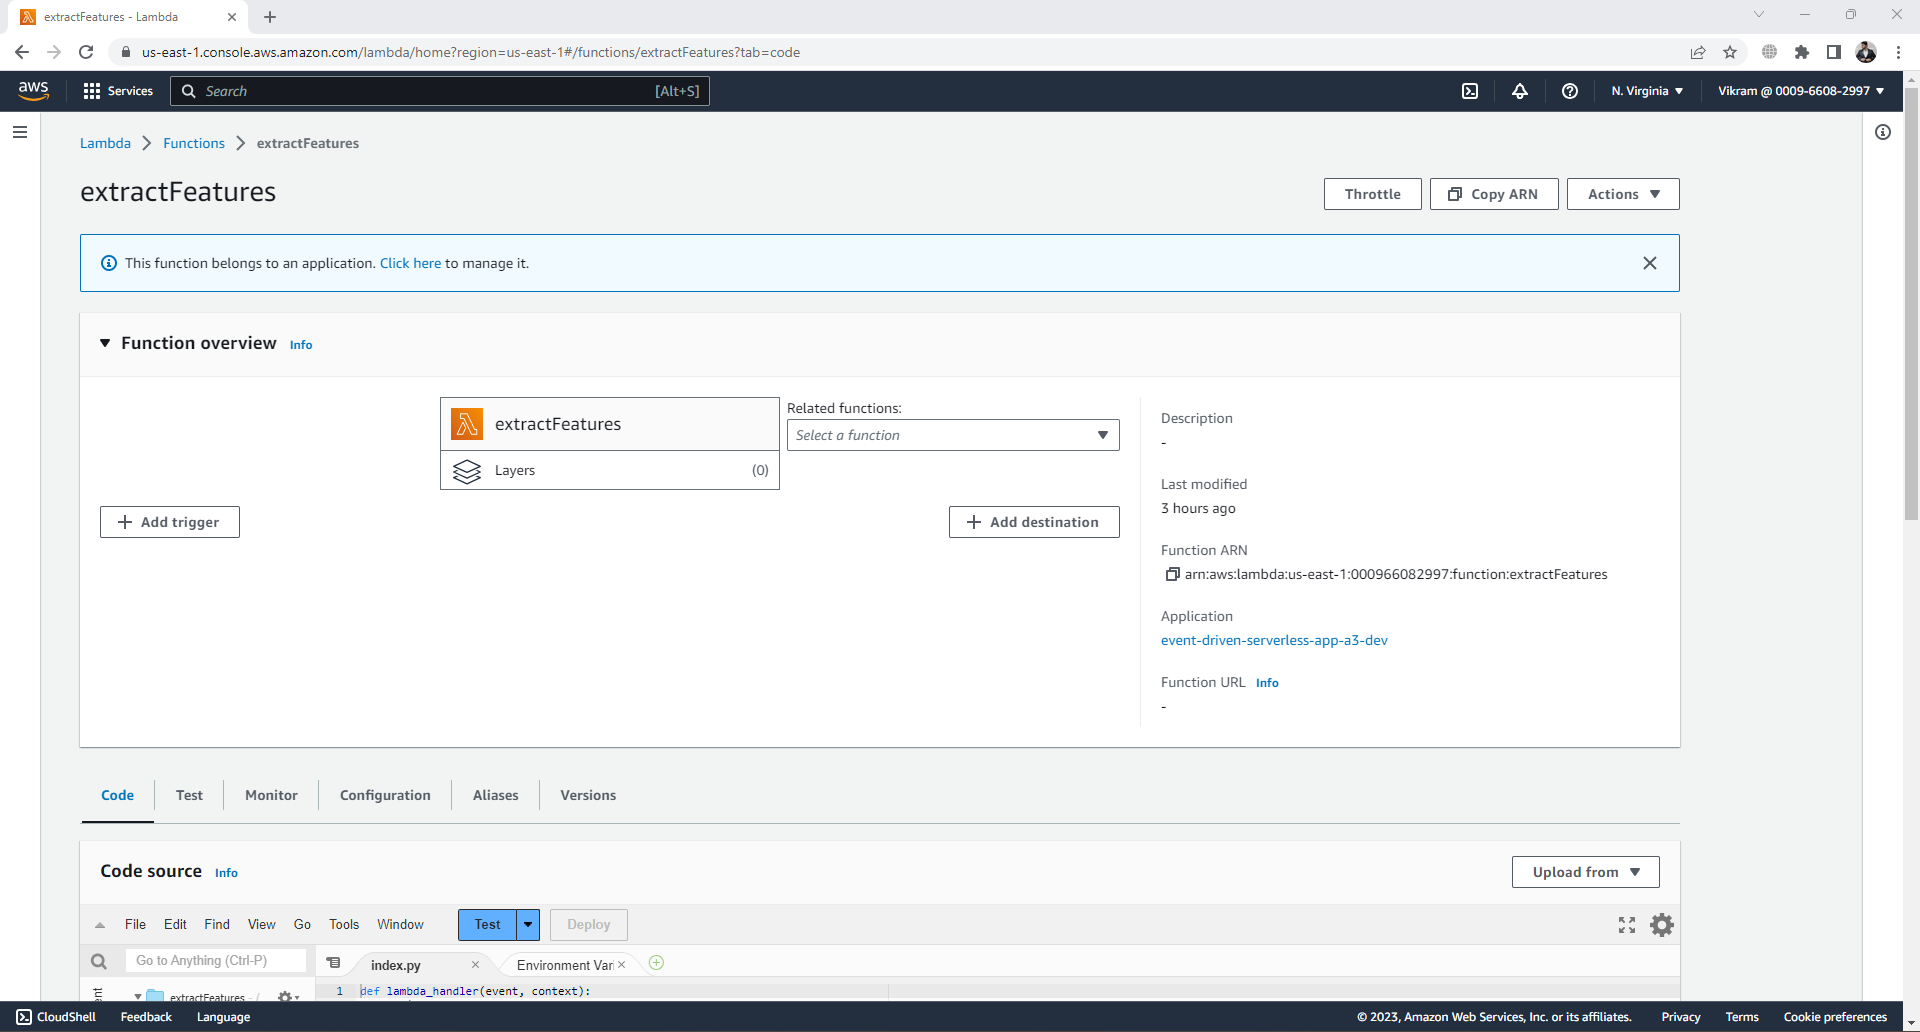 extractFeatures - Lambda
us-east-1.console.aws.amazon.com/lambda/home?region=us-east-1#/functions/extractFeatures?tab=code
aws Services Search [Alt+S] N. Virginia Vikram @ 0009-6608-2997
Lambda Functions extractFeatures
extractFeatures
Throttle Copy ARN Actions
This function belongs to an application. Click here to manage it.
Function overview Info
extractFeatures
Layers (0)
Related functions:
Select a function
Add trigger
Add destination
Description
-
Last modified
3 hours ago
Function ARN
arn:aws:lambda:us-east-1:000966082997:function:extractFeatures
Application
event-driven-serverless-app-a3-dev
Function URL Info
-
Code Test Monitor Configuration Aliases Versions
Code source Info
Upload from
File Edit Find View Go Tools Window Test Deploy
Go to Anything (Ctrl-P)
index.py Environment Vari
extractFeatures - /
1 def lambda_handler(event, context):
CloudShell Feedback Language © 2023, Amazon Web Services, Inc. or its affiliates. Privacy Terms Cookie preferences